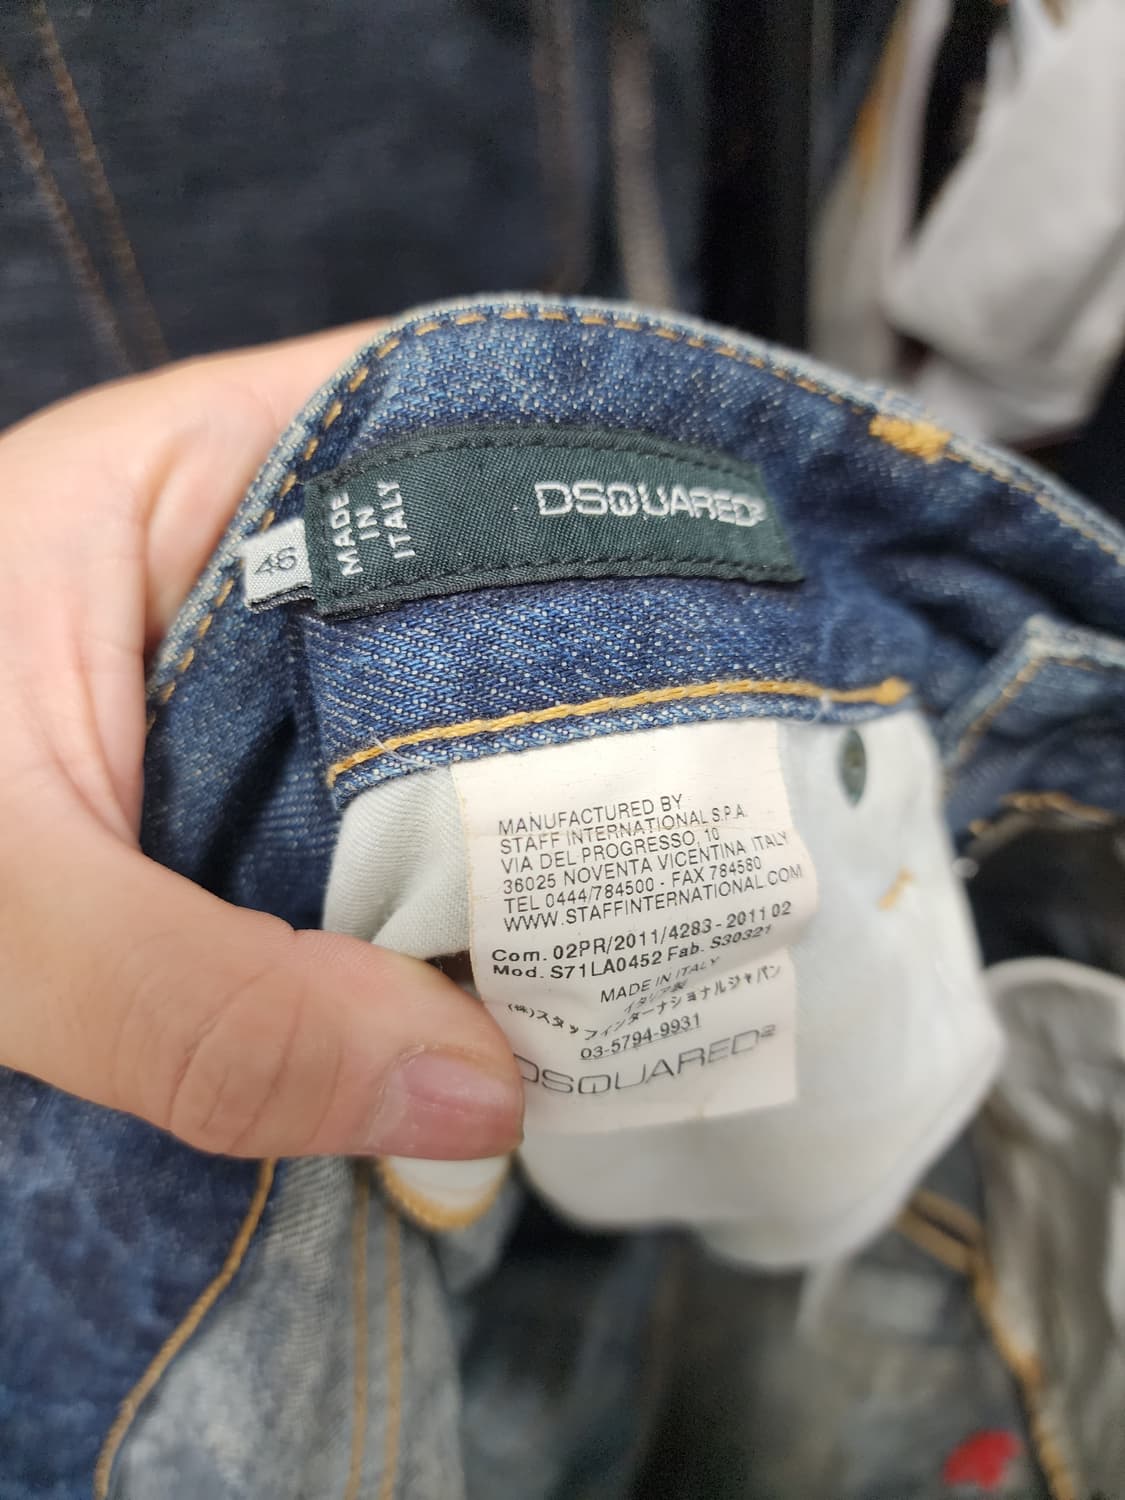 DSQUARED2
MADE
IN
ITALY
46
MANUFACTURED BY
STAFF INTERNATIONAL S.P.A.
VIA DEL PROGRESSO, 10
36025 NOVENTA VICENTINA ITALY
TEL 0444/784500 - FAX 784580
WWW.STAFFINTERNATIONAL.COM
Com. 02PR/2011/4283 - 2011 02
Mod. S71LA0452 Fab. S30321
MADE IN ITALY
イタリア製
(株)スタッフインターナショナルジャパン
03-5794-9931
DSQUARED2